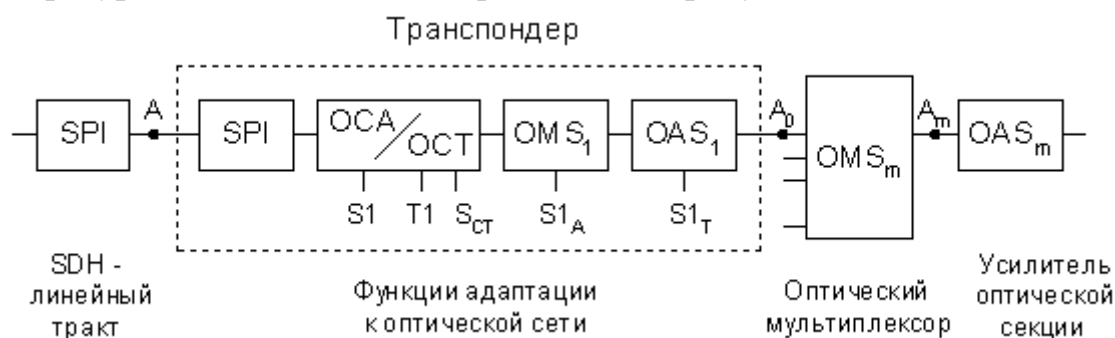 Транспондер
SPI A SPI OCA/OCT OMS1 OAS1 A0 OMSm Am OASm
S1 T1 SCT S1A S1T
SDH -
линейный
тракт
Функции адаптации
к оптической сети
Оптический
мультиплексор
Усилитель
оптической
секции